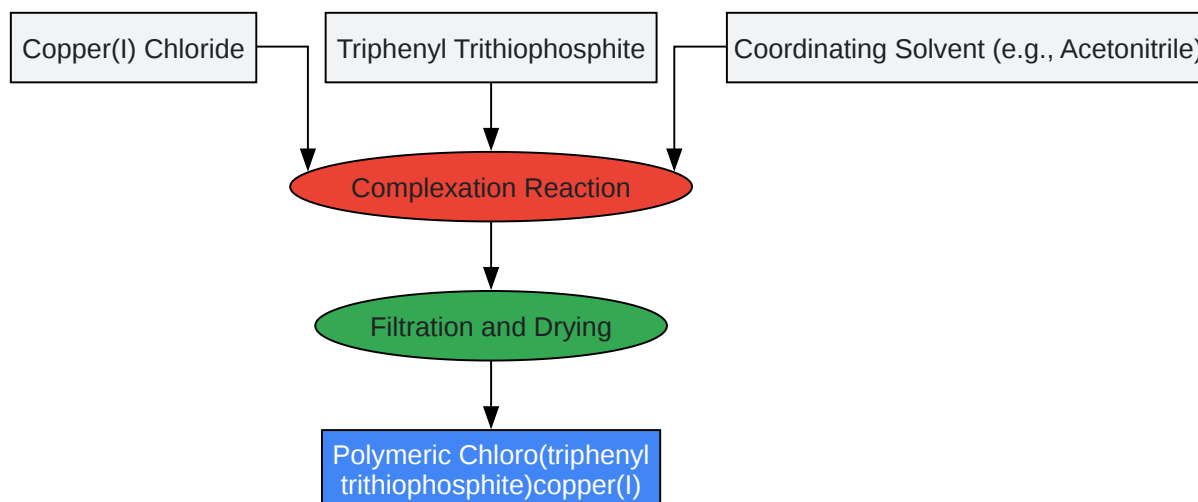 Copper(I) Chloride
Triphenyl Trithiophosphite
Coordinating Solvent (e.g., Acetonitrile)
Complexation Reaction
Filtration and Drying
Polymeric Chloro(triphenyl
trithiophosphite)copper(I)